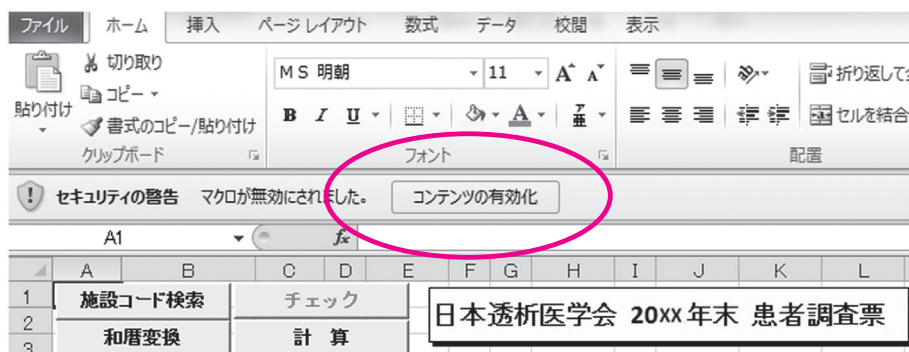 ファイル ホーム 挿入 ページ レイアウト 数式 データ 校閲 表示
切り取り
コピー
書式のコピー/貼り付け
貼り付け
クリップボード
MS 明朝 11 A A
B I U A
フォント
折り返して
セルを結合
配置
セキュリティの警告 マクロが無効にされました。 コンテンツの有効化
A1 fx
A B C D E F G H I J K L
1 施設コード検索 チェック 日本透析医学会 20XX 年末 患者調査票
2 和暦変換 計 算
3